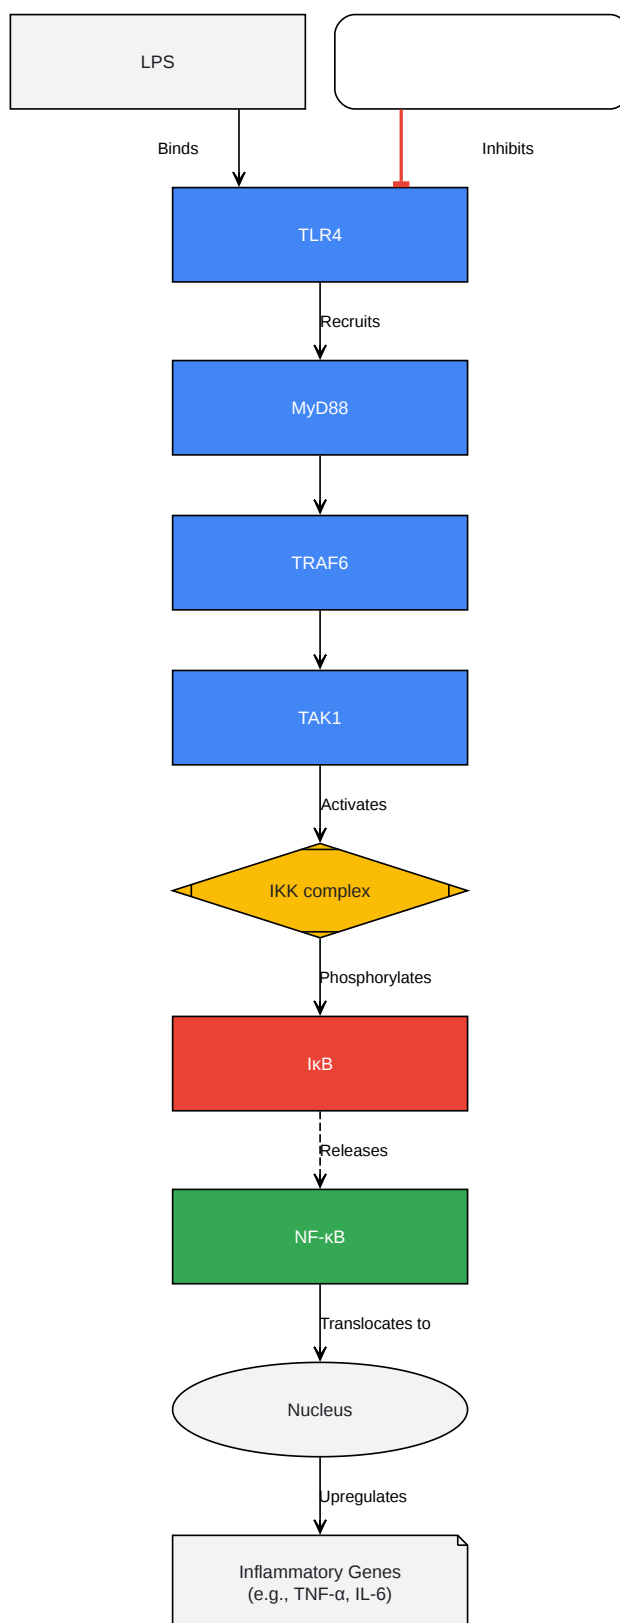 LPS
Binds
Inhibits
TLR4
Recruits
MyD88
TRAF6
TAK1
Activates
IKK complex
Phosphorylates
IκB
Releases
NF-κB
Translocates to
Nucleus
Upregulates
Inflammatory Genes
(e.g., TNF-α, IL-6)